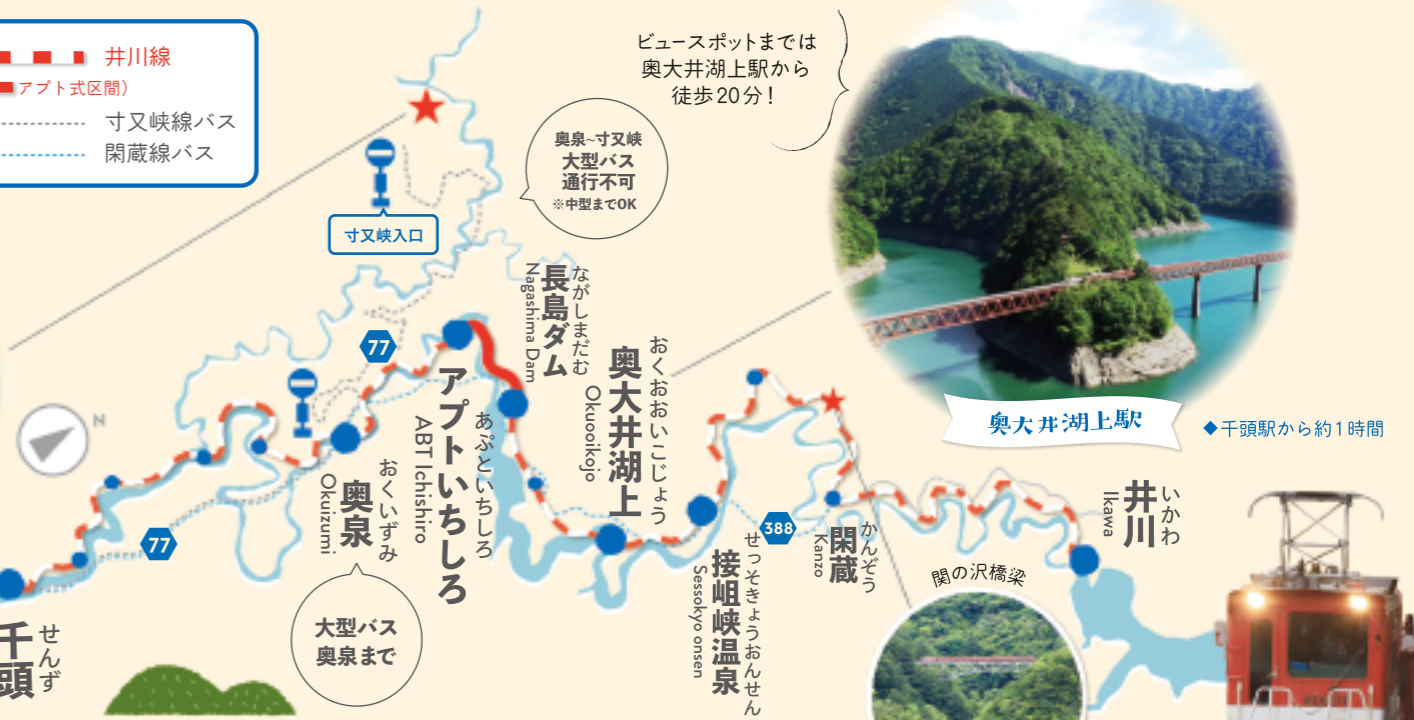 井川線
アプト式区間)
寸又峡線バス
閑蔵線バス
ビュースポットまでは
奥大井湖上駅から
徒歩20分!
奥泉~寸又峡
大型バス
通行不可
※中型までOK
寸又峡入口
N
77
ながしまだむ
長島ダム
Nagashima Dam
おくおおいこじょう
奥大井湖上
Okuooikojo
奥大井湖上駅
◆千頭駅から約1時間
あぷといちしろ
アプトいちしろ
ABT Ichishiro
おくいずみ
奥泉
Okuizumi
77
大型バス
奥泉まで
せんず
千頭
388
せっそきょうおんせん
接岨峡温泉
Sessokyo onsen
かんぞう
閑蔵
Kanzo
いかわ
井川
Ikawa
関の沢橋梁